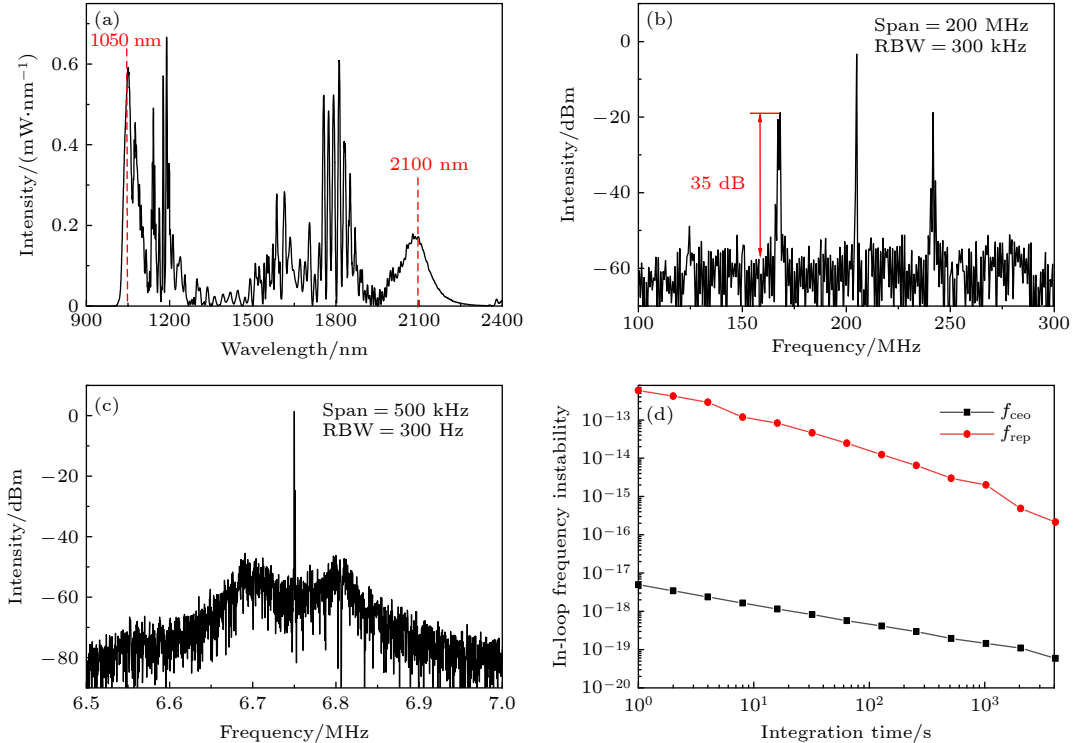 (a)
1050 nm
2100 nm
Intensity/(mW·nm⁻¹)
0.6
0.4
0.2
0
900 1200 1500 1800 2100 2400
Wavelength/nm
(b)
Span = 200 MHz
RBW = 300 kHz
35 dB
Intensity/dBm
0
−20
−40
−60
100 150 200 250 300
Frequency/MHz
(c)
Span = 500 kHz
RBW = 300 Hz
Intensity/dBm
0
−20
−40
−60
−80
6.5 6.6 6.7 6.8 6.9 7.0
Frequency/MHz
(d)
f_ceo
f_rep
In-loop frequency instability
10⁻¹³
10⁻¹⁴
10⁻¹⁵
10⁻¹⁶
10⁻¹⁷
10⁻¹⁸
10⁻¹⁹
10⁻²⁰
10⁰ 10¹ 10² 10³
Integration time/s